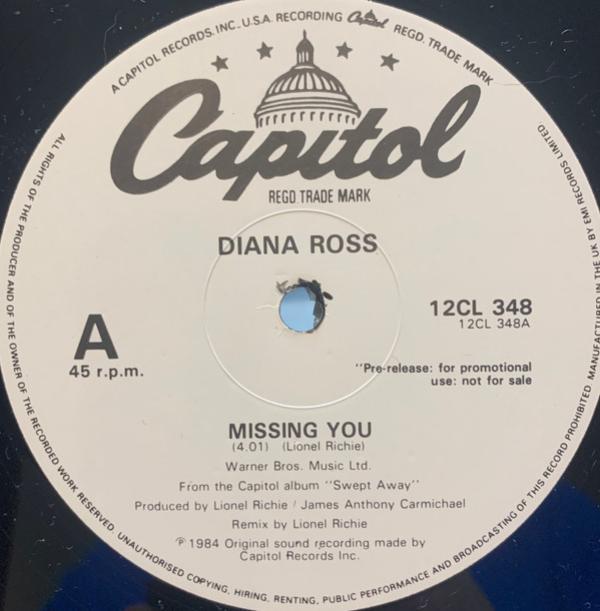 A CAPITOL RECORDS, INC., U.S.A. RECORDING Capitol REGD. TRADE MARK
Capitol
REGD TRADE MARK
DIANA ROSS
A
45 r.p.m.
12CL 348
12CL 348A
"Pre-release: for promotional
use: not for sale
MISSING YOU
(4.01) (Lionel Richie)
Warner Bros. Music Ltd.
From the Capitol album "Swept Away"
Produced by Lionel Richie / James Anthony Carmichael
Remix by Lionel Richie
℗ 1984 Original sound recording made by
Capitol Records Inc.
ALL RIGHTS OF THE PRODUCER AND OF THE OWNER OF THE RECORDED WORK RESERVED. UNAUTHORISED COPYING, HIRING, RENTING, PUBLIC PERFORMANCE AND BROADCASTING OF THIS RECORD PROHIBITED. MANUFACTURED IN THE UK BY EMI RECORDS LIMITED